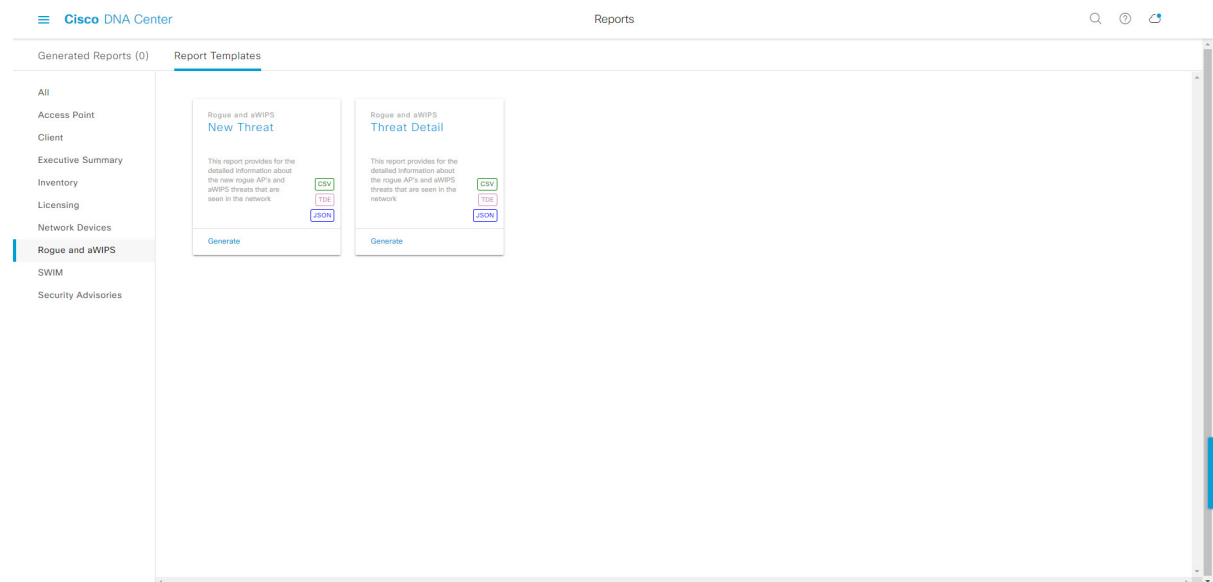 Cisco DNA Center
Reports
Generated Reports (0)
Report Templates
All
Access Point
Client
Executive Summary
Inventory
Licensing
Network Devices
Rogue and aWIPS
SWIM
Security Advisories
Rogue and aWIPS
New Threat
This report provides for the
detailed information about
the new rogue AP's and
aWIPS threats that are
seen in the network
CSV
TDE
JSON
Generate
Rogue and aWIPS
Threat Detail
This report provides for the
detailed information about
the rogue AP's and aWIPS
threats that are seen in the
network
CSV
TDE
JSON
Generate